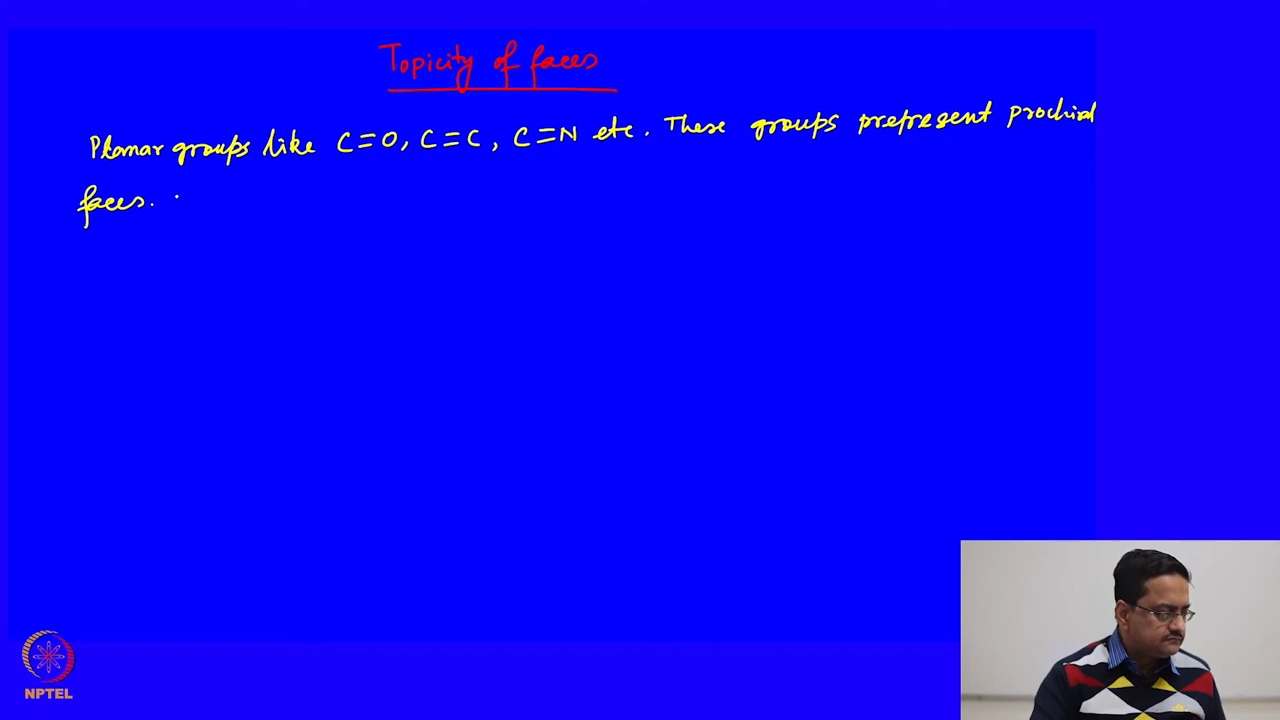 Topicity of faces
Planar groups like C=O, C=C, C=N etc. These groups prepresent prochiral
faces.
NPTEL